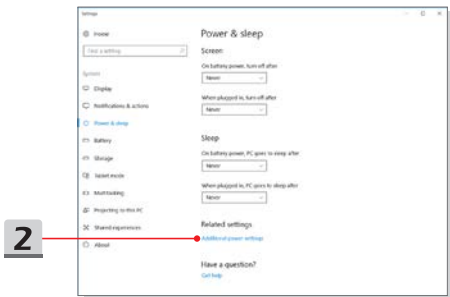 Settings
Home
Power & sleep
Find a setting
Screen
On battery power, turn off after
System
Never
Display
When plugged in, turn off after
Notifications & actions
Never
Power & sleep
Battery
Sleep
On battery power, PC goes to sleep after
Storage
Never
Tablet mode
When plugged in, PC goes to sleep after
Multitasking
Never
Projecting to this PC
Related settings
Shared experiences
2
Additional power settings
About
Have a question?
Get help